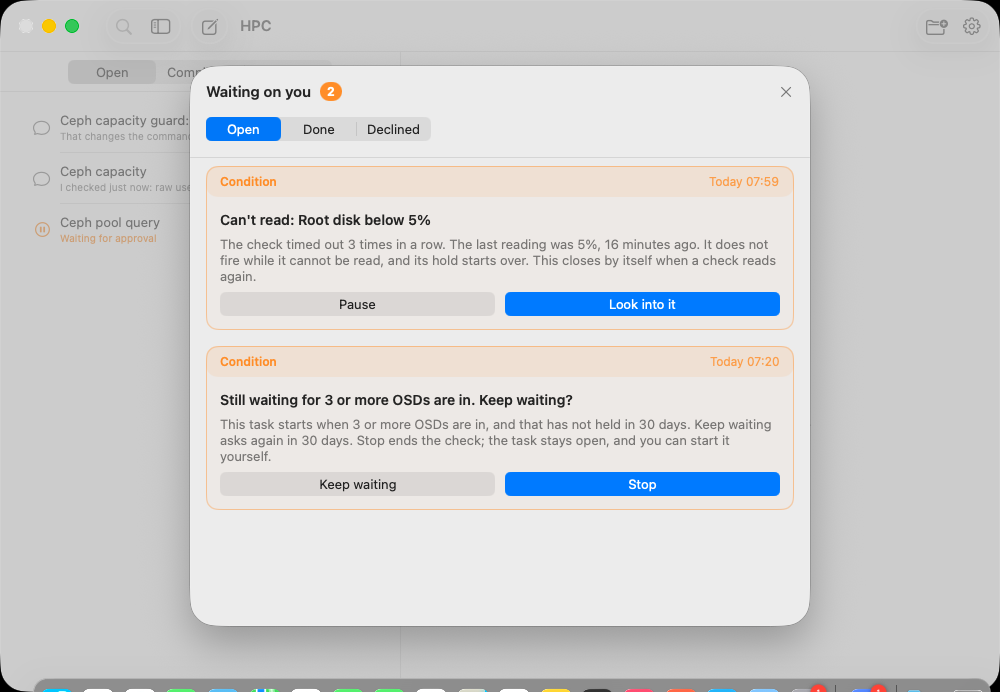 HPC
Open
Ceph capacity guard:
That changes the comman
Ceph capacity
I checked just now: raw use
Ceph pool query
Waiting for approval
Waiting on you 2
Open Done Declined
Condition Today 07:59
Can't read: Root disk below 5%
The check timed out 3 times in a row. The last reading was 5%, 16 minutes ago. It does not
fire while it cannot be read, and its hold starts over. This closes by itself when a check reads
again.
Pause Look into it
Condition Today 07:20
Still waiting for 3 or more OSDs are in. Keep waiting?
This task starts when 3 or more OSDs are in, and that has not held in 30 days. Keep waiting
asks again in 30 days. Stop ends the check; the task stays open, and you can start it
yourself.
Keep waiting Stop